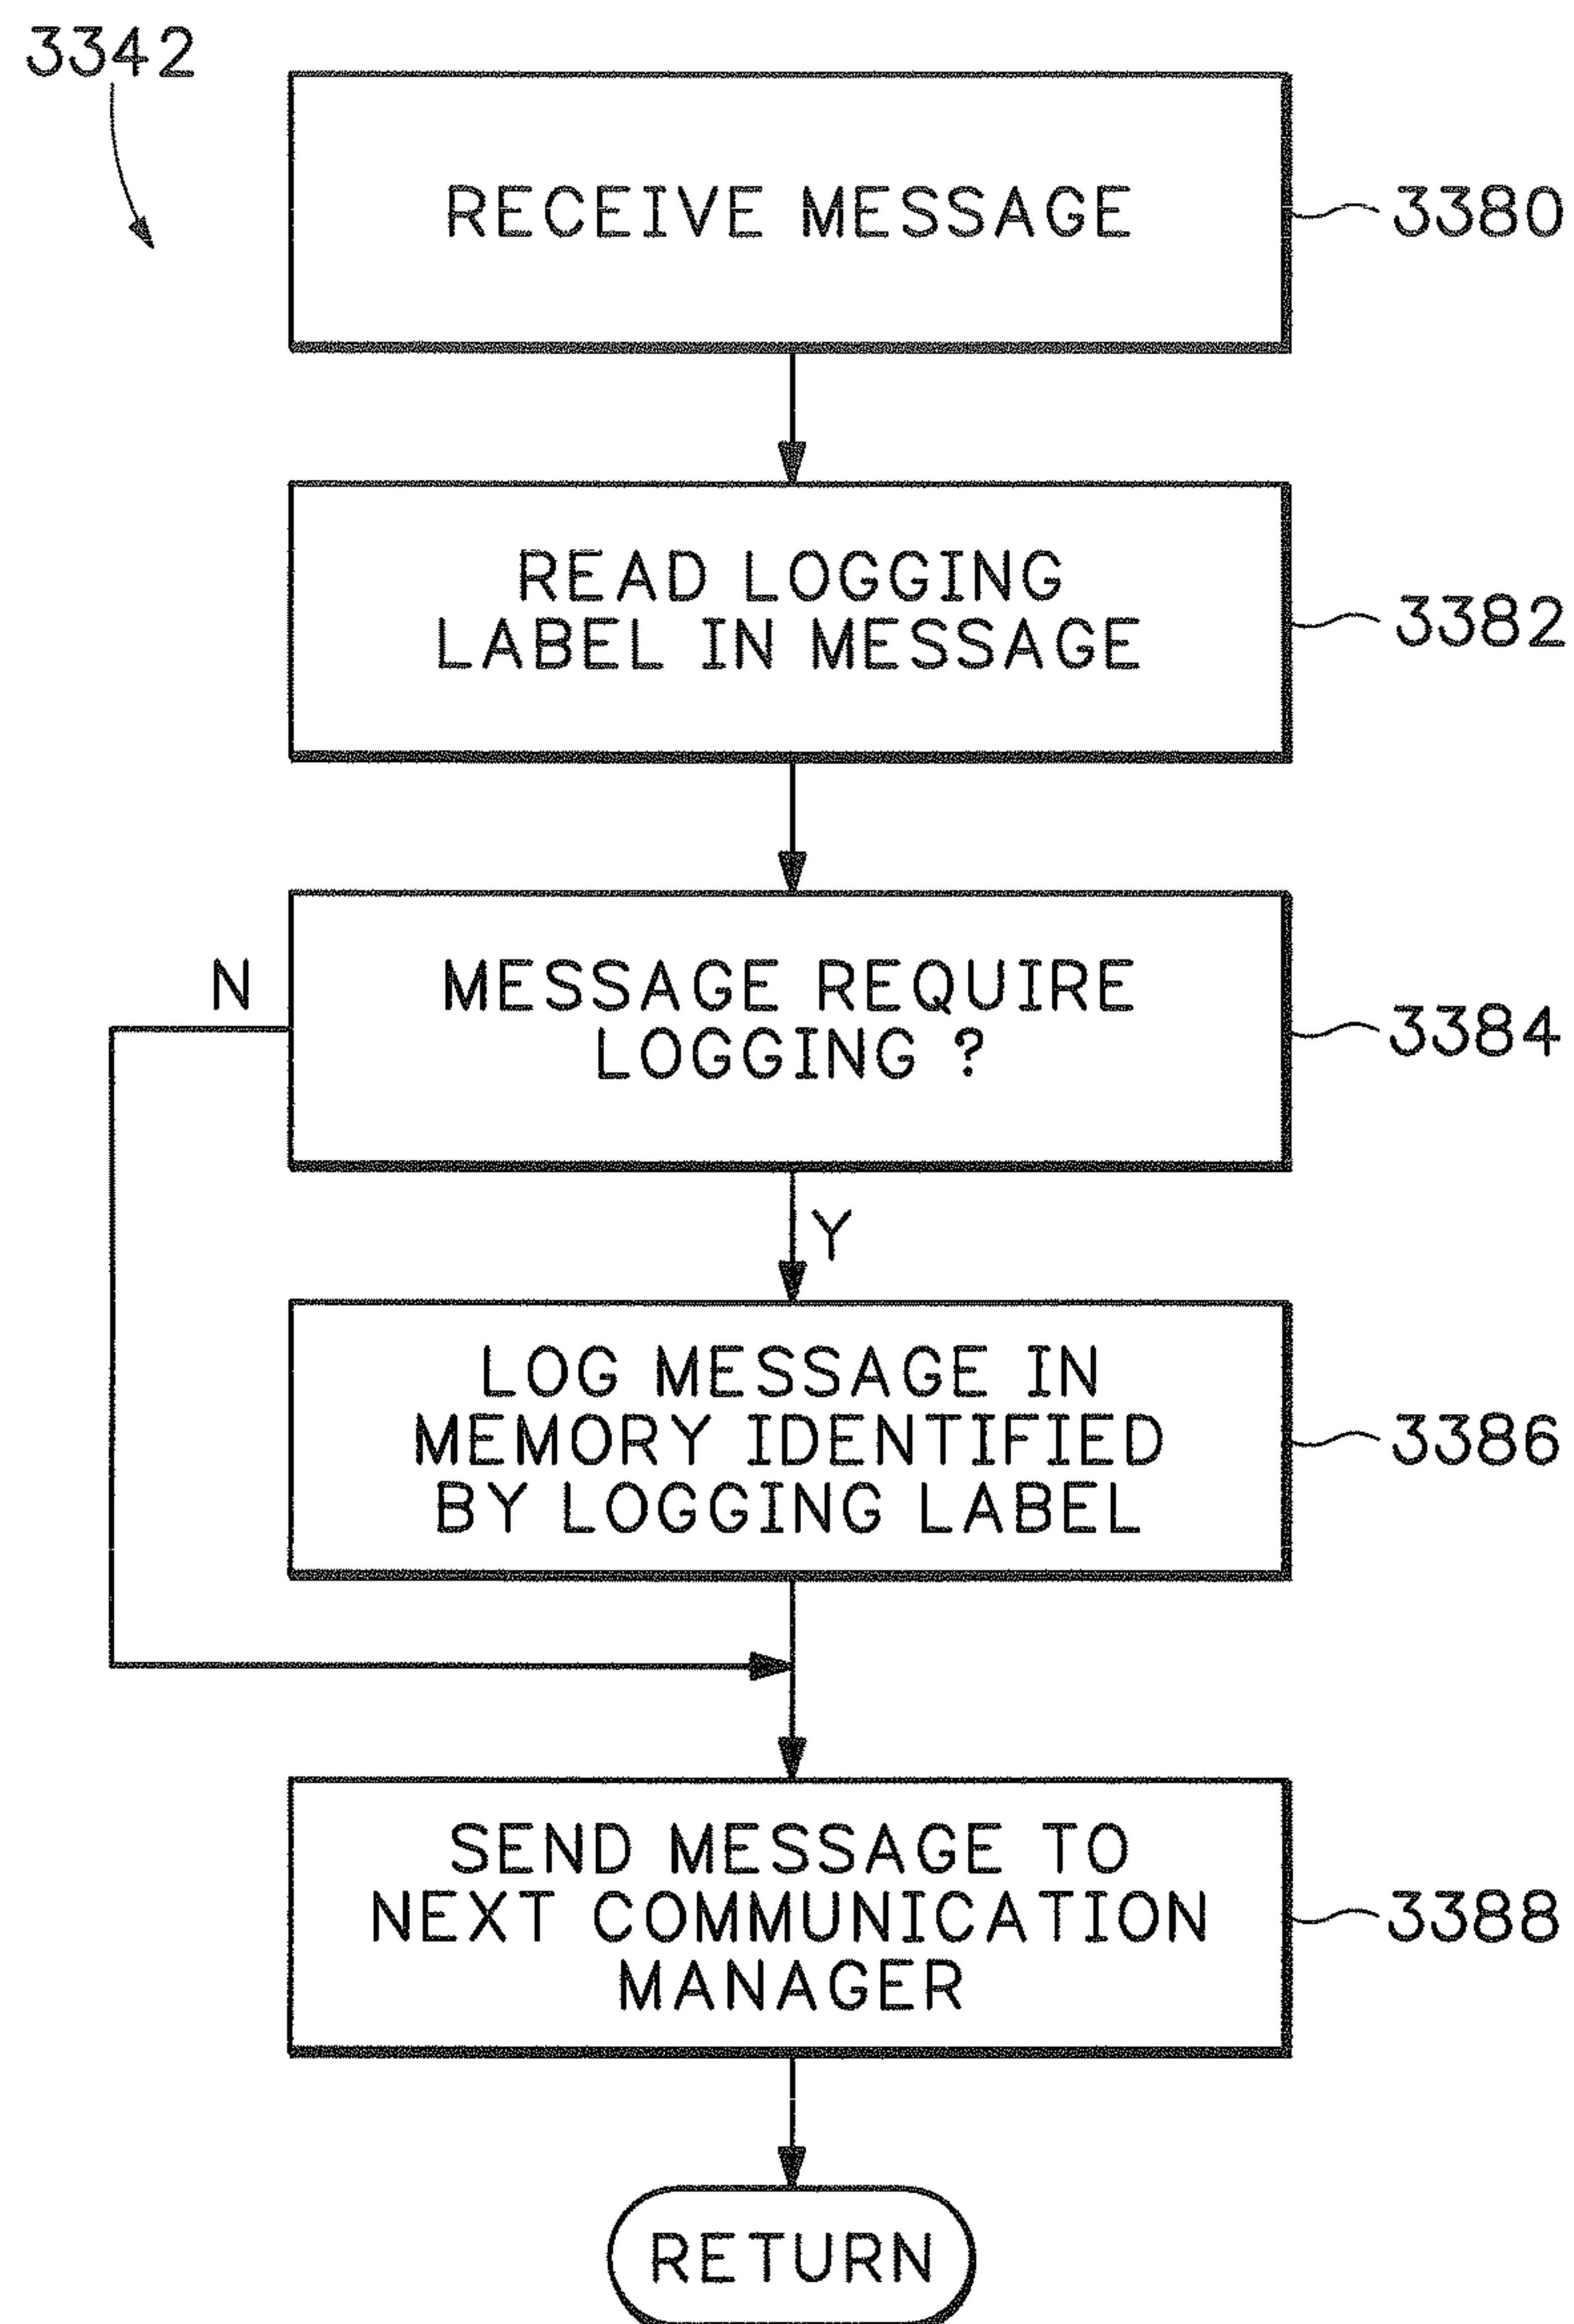 3342
RECEIVE MESSAGE
3380
READ LOGGING
LABEL IN MESSAGE
3382
N
MESSAGE REQUIRE
LOGGING ?
3384
Y
LOG MESSAGE IN
MEMORY IDENTIFIED
BY LOGGING LABEL
3386
SEND MESSAGE TO
NEXT COMMUNICATION
MANAGER
3388
RETURN